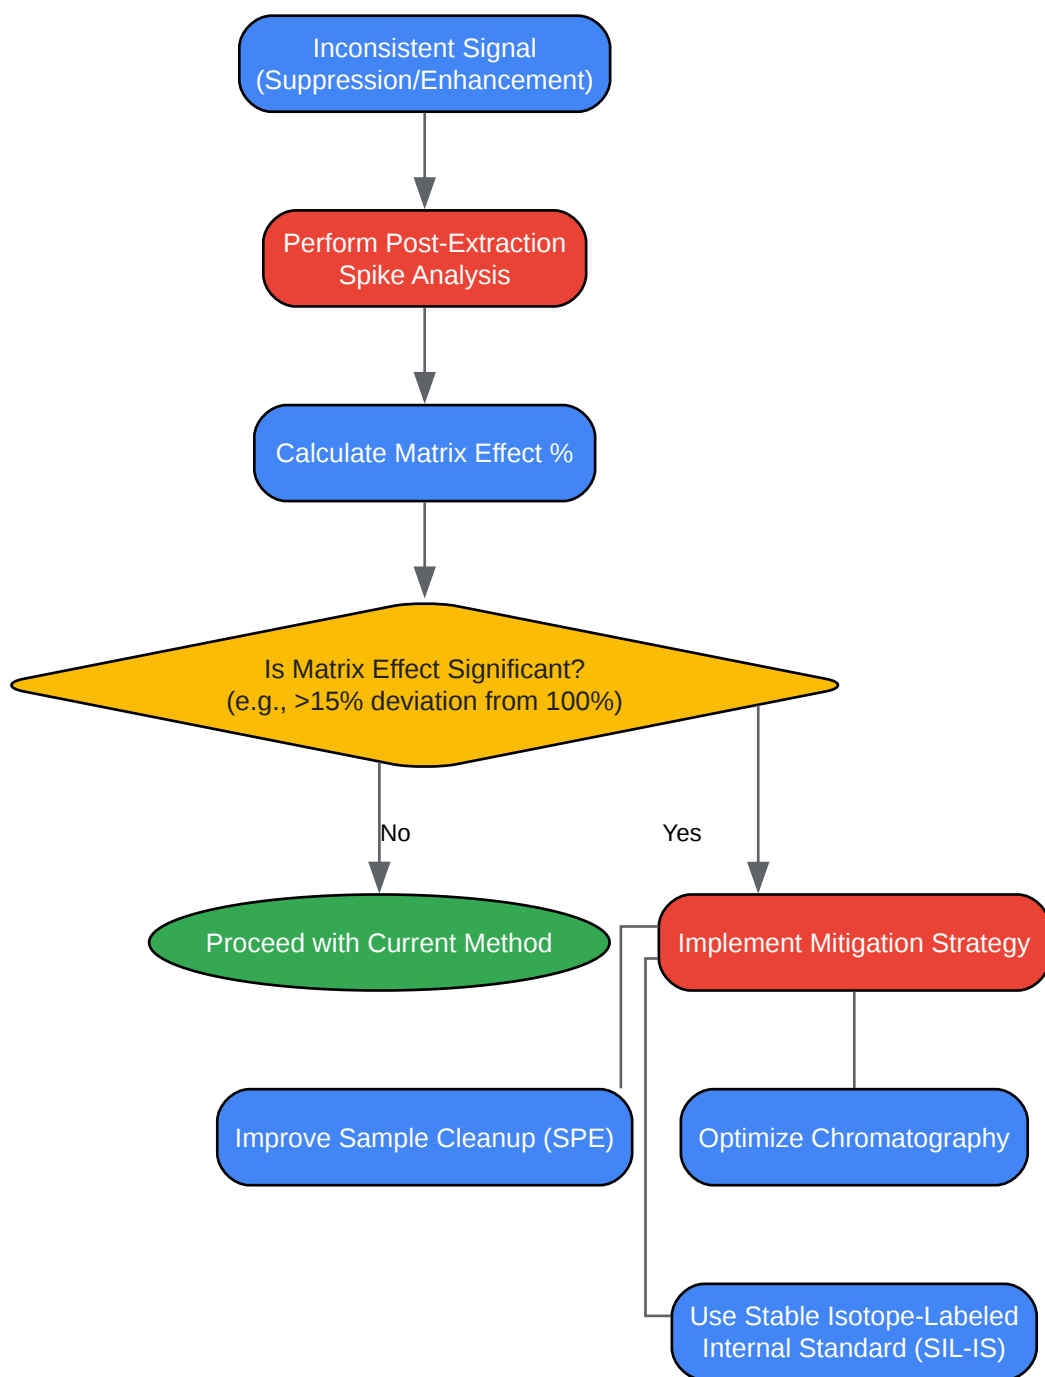 Inconsistent Signal
(Suppression/Enhancement)
Perform Post-Extraction
Spike Analysis
Calculate Matrix Effect %
Is Matrix Effect Significant?
(e.g., >15% deviation from 100%)
No
Yes
Proceed with Current Method
Implement Mitigation Strategy
Improve Sample Cleanup (SPE)
Optimize Chromatography
Use Stable Isotope-Labeled
Internal Standard (SIL-IS)